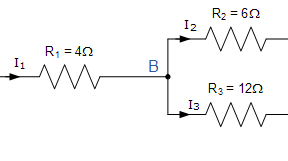 R₂ = 6Ω
I₂
R₁ = 4Ω
I₁
B
R₃ = 12Ω
I₃